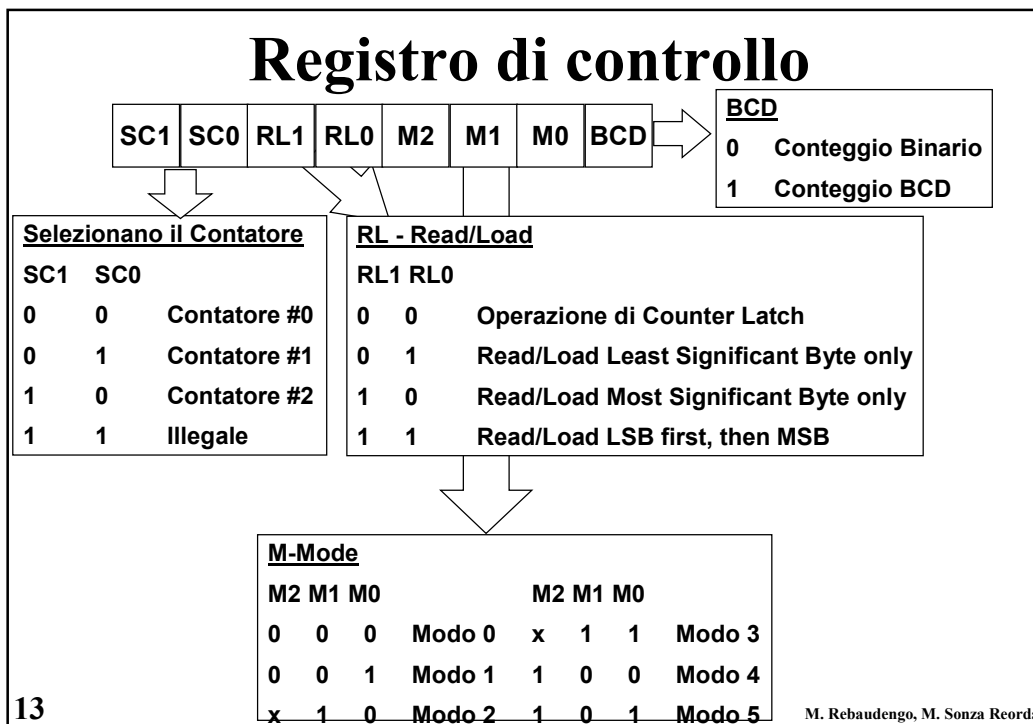 Registro di controllo
SC1 SC0 RL1 RL0 M2 M1 M0 BCD
BCD
0 Conteggio Binario
1 Conteggio BCD
Selezionano il Contatore
SC1 SC0
0 0 Contatore #0
0 1 Contatore #1
1 0 Contatore #2
1 1 Illegale
RL - Read/Load
RL1 RL0
0 0 Operazione di Counter Latch
0 1 Read/Load Least Significant Byte only
1 0 Read/Load Most Significant Byte only
1 1 Read/Load LSB first, then MSB
M-Mode
M2 M1 M0 M2 M1 M0
0 0 0 Modo 0 x 1 1 Modo 3
0 0 1 Modo 1 1 0 0 Modo 4
x 1 0 Modo 2 1 0 1 Modo 5
13
M. Rebaudengo, M. Sonza Reorda